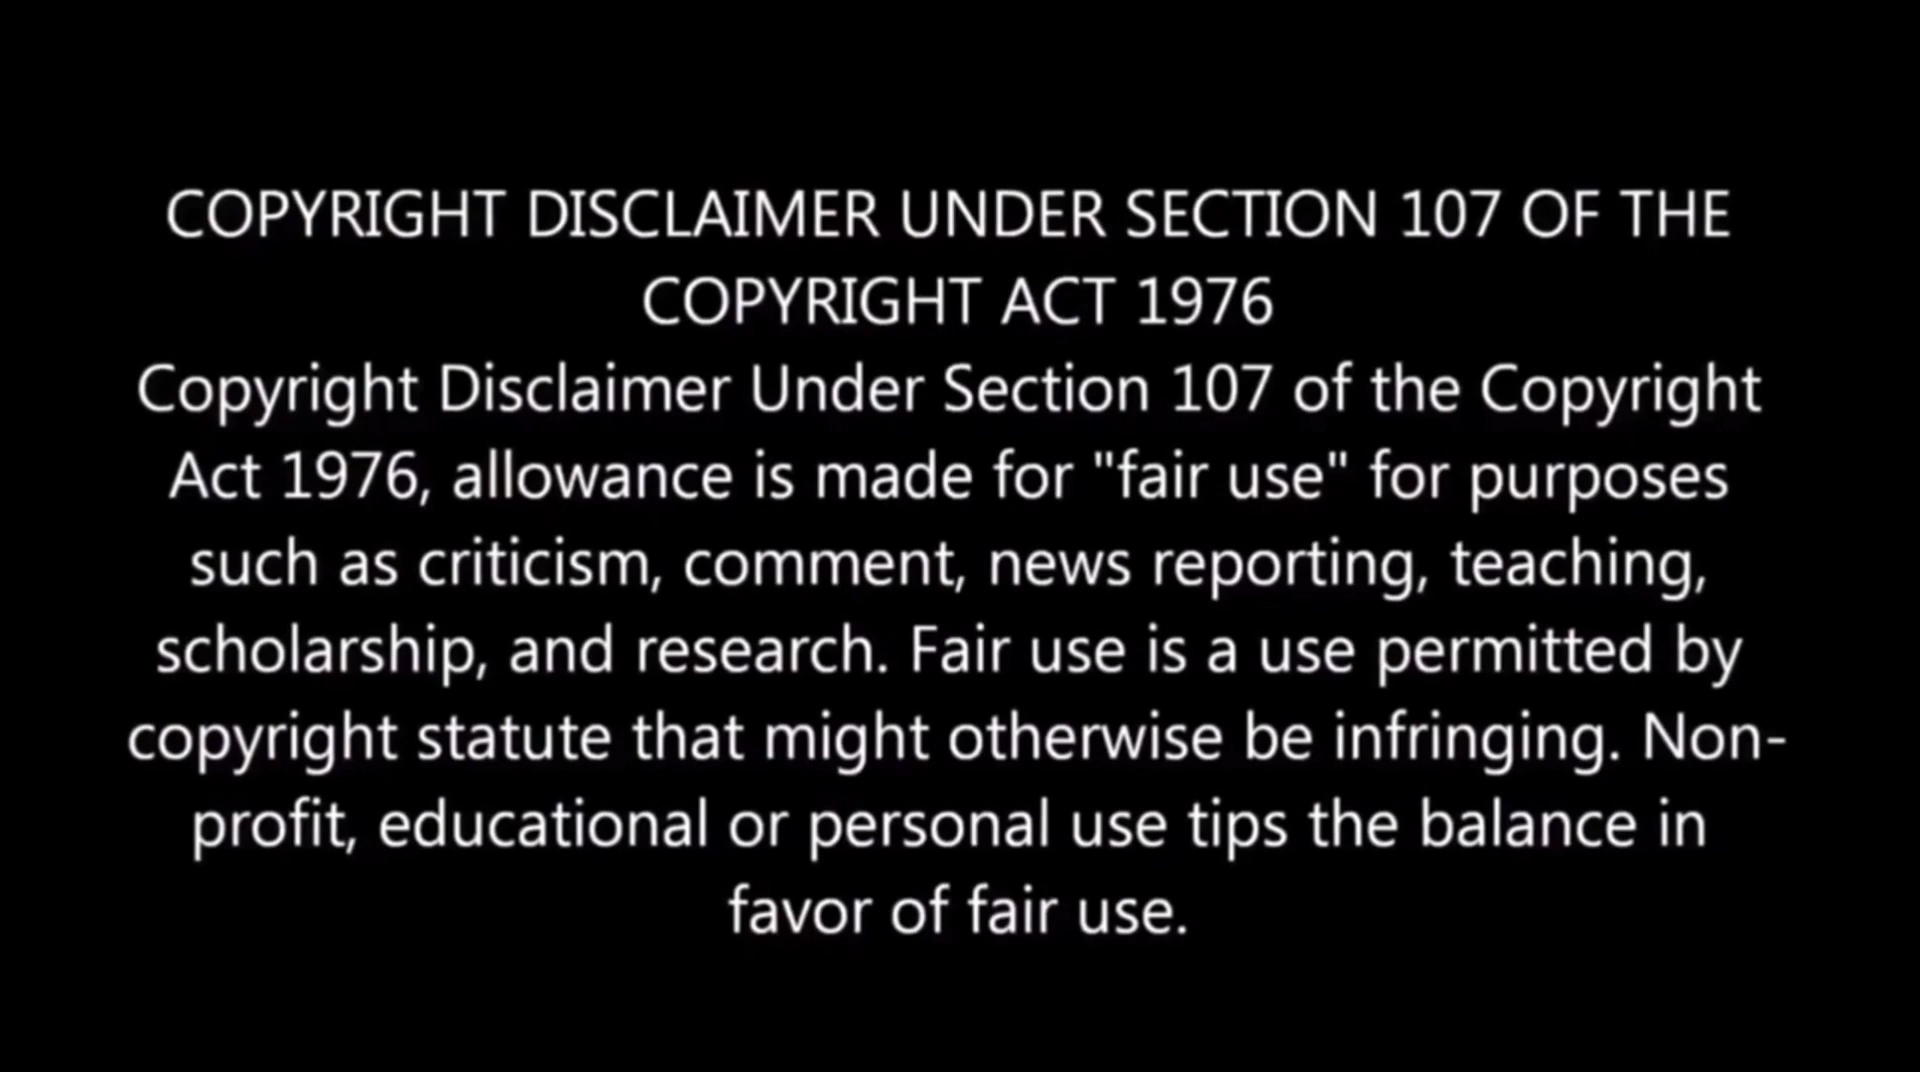 COPYRIGHT DISCLAIMER UNDER SECTION 107 OF THE
COPYRIGHT ACT 1976
Copyright Disclaimer Under Section 107 of the Copyright
Act 1976, allowance is made for "fair use" for purposes
such as criticism, comment, news reporting, teaching,
scholarship, and research. Fair use is a use permitted by
copyright statute that might otherwise be infringing. Non-
profit, educational or personal use tips the balance in
favor of fair use.